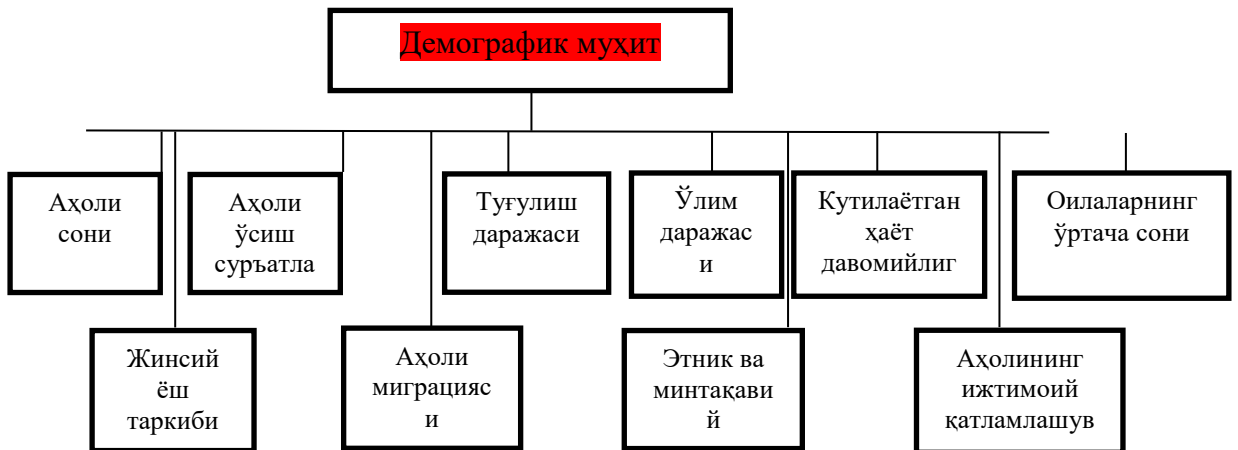 Демографик муҳит
Аҳоли
сони
Аҳоли
ўсиш
суръатла
Туғулиш
даражаси
Ўлим
даражас
и
Кутилаётган
ҳаёт
давомийлиг
Оилаларнинг
ўртача сони
Жинсий
ёш
таркиби
Аҳоли
миграцияс
и
Этник ва
минтақави
й
Аҳолининг
ижтимоий
қатламлашув